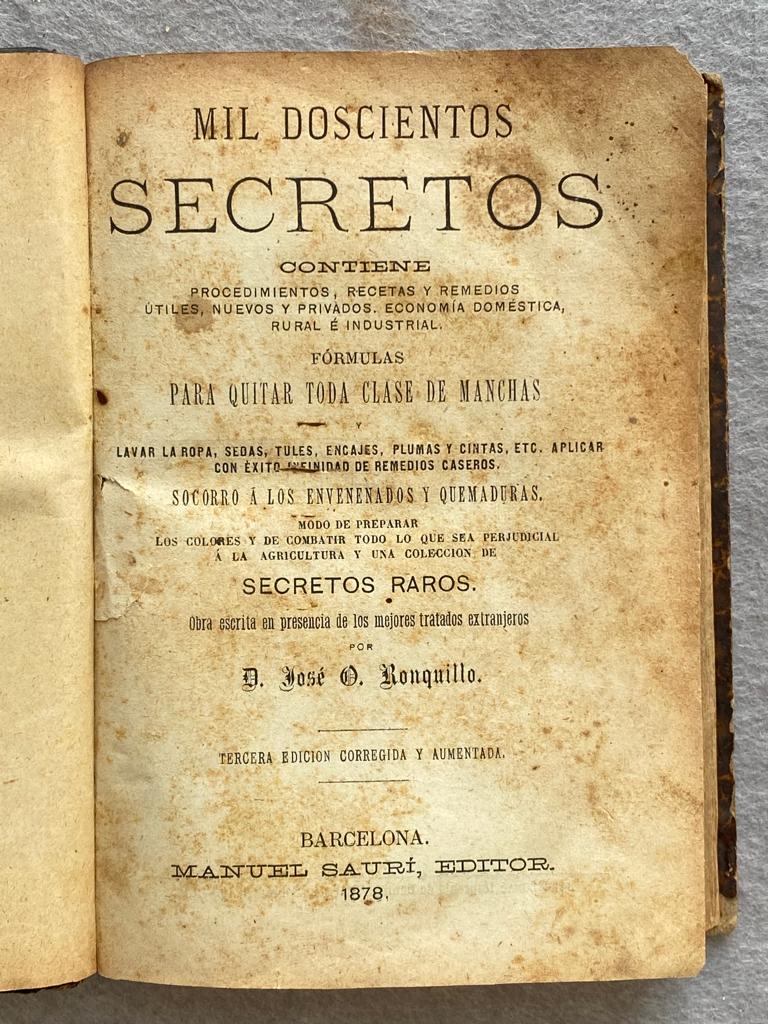 MIL DOSCIENTOS
SECRETOS
CONTIENE
PROCEDIMIENTOS, RECETAS Y REMEDIOS
ÚTILES, NUEVOS Y PRIVADOS. ECONOMÍA DOMÉSTICA,
RURAL É INDUSTRIAL.
FÓRMULAS
PARA QUITAR TODA CLASE DE MANCHAS
Y
LAVAR LA ROPA, SEDAS, TULES, ENCAJES, PLUMAS Y CINTAS, ETC. APLICAR
CON ÉXITO INFINIDAD DE REMEDIOS CASEROS.
SOCORRO Á LOS ENVENENADOS Y QUEMADURAS.
MODO DE PREPARAR
LOS COLORES Y DE COMBATIR TODO LO QUE SEA PERJUDICIAL
Á LA AGRICULTURA Y UNA COLECCION DE
SECRETOS RAROS.
Obra escrita en presencia de los mejores tratados extranjeros
POR
D. José O. Ronquillo.
TERCERA EDICION CORREGIDA Y AUMENTADA.
BARCELONA.
MANUEL SAURÍ, EDITOR.
1878.